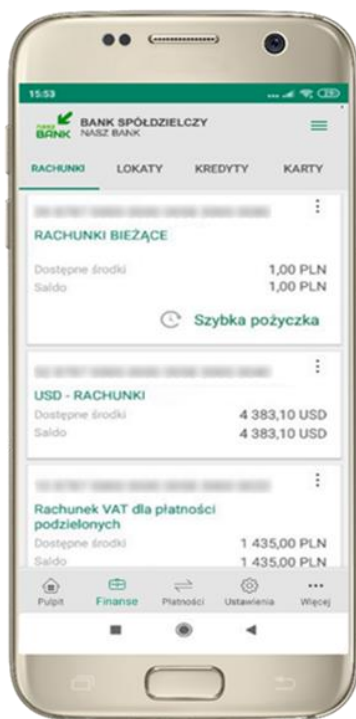 15:53
nasz BANK
BANK SPÓŁDZIELCZY
NASZ BANK
RACHUNKI LOKATY KREDYTY KARTY
RACHUNKI BIEŻĄCE
Dostępne środki 1,00 PLN
Saldo 1,00 PLN
Szybka pożyczka
USD - RACHUNKI
Dostępne środki 4 383,10 USD
Saldo 4 383,10 USD
Rachunek VAT dla płatności
podzielonych
Dostępne środki 1 435,00 PLN
Saldo 1 435,00 PLN
Pulpit Finanse Płatności Ustawienia Więcej